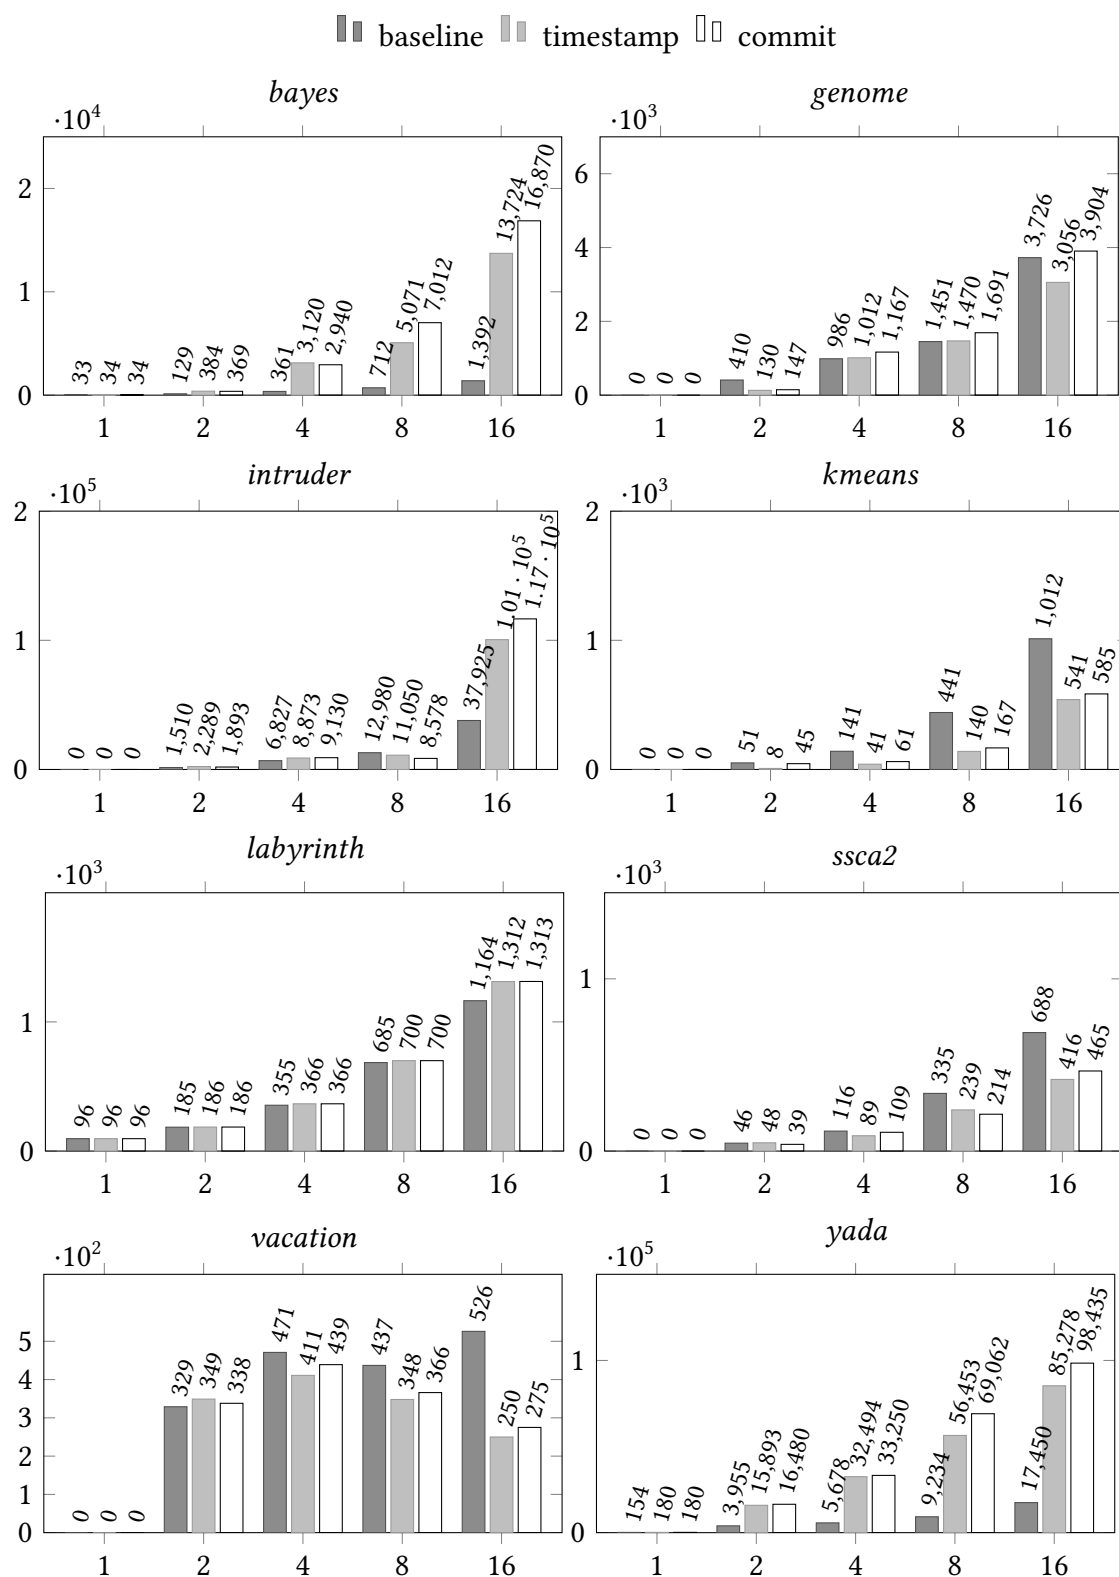 baseline timestamp commit
bayes
·10^4
2
1
0
33 34 34 129 384 369 361 3,120 2,940 712 5,071 7,012 1,392 13,724 16,870
1 2 4 8 16
genome
·10^3
6
4
2
0
0 0 0 410 130 147 986 1,012 1,167 1,451 1,470 1,691 3,726 3,056 3,904
1 2 4 8 16
intruder
·10^5
2
1
0
0 0 0 1,510 2,289 1,893 6,827 8,873 9,130 12,980 11,050 8,578 37,925 1.01 · 10^5 1.17 · 10^5
1 2 4 8 16
kmeans
·10^3
2
1
0
0 0 0 51 8 45 141 41 61 441 140 167 1,012 541 585
1 2 4 8 16
labyrinth
·10^3
1
0
96 96 96 185 186 186 355 366 366 685 700 700 1,164 1,312 1,313
1 2 4 8 16
ssca2
·10^3
1
0
0 0 0 46 48 39 116 89 109 335 239 214 688 416 465
1 2 4 8 16
vacation
·10^2
5
4
3
2
1
0
0 0 0 329 349 338 471 411 439 437 348 366 526 250 275
1 2 4 8 16
yada
·10^5
1
0
154 180 180 3,955 15,893 16,480 5,678 32,494 33,250 9,234 56,453 69,062 17,450 85,278 98,435
1 2 4 8 16